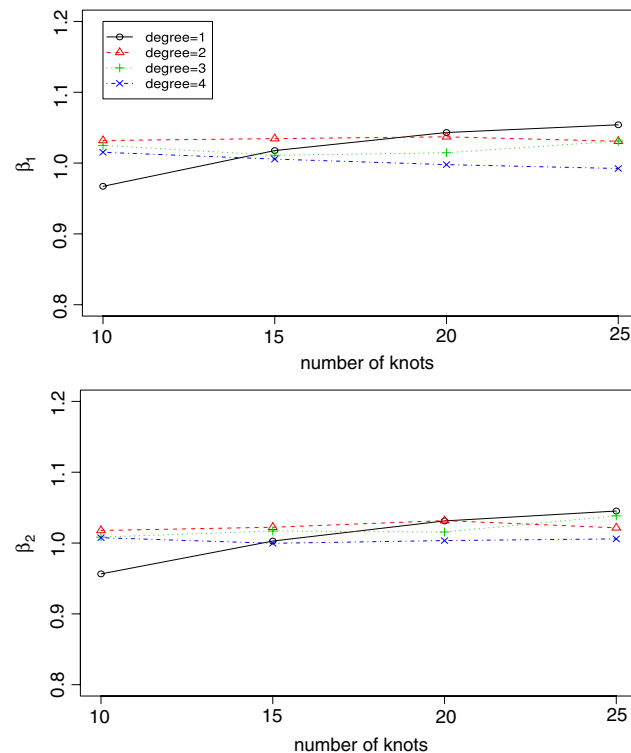 1.2
1.1
1.0
0.9
0.8
β1
degree=1
degree=2
degree=3
degree=4
10 15 20 25
number of knots
1.2
1.1
1.0
0.9
0.8
β2
10 15 20 25
number of knots